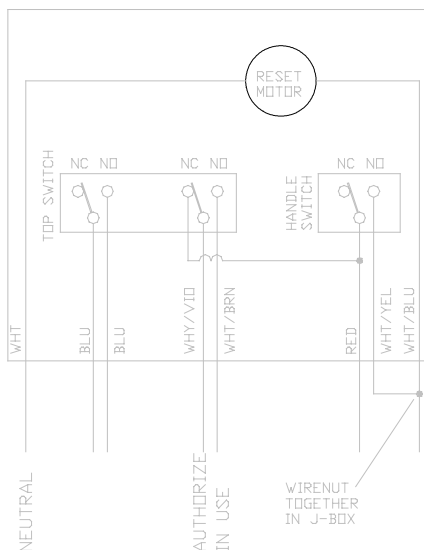 RESET
MOTOR
NC NO
NC NO
NC NO
TOP SWITCH
HANDLE
SWITCH
WHT
BLU
BLU
WHY/VIO
WHT/BRN
RED
WHT/YEL
WHT/BLU
NEUTRAL
AUTHORIZE
IN USE
WIRENUT
TOGETHER
IN J-BOX